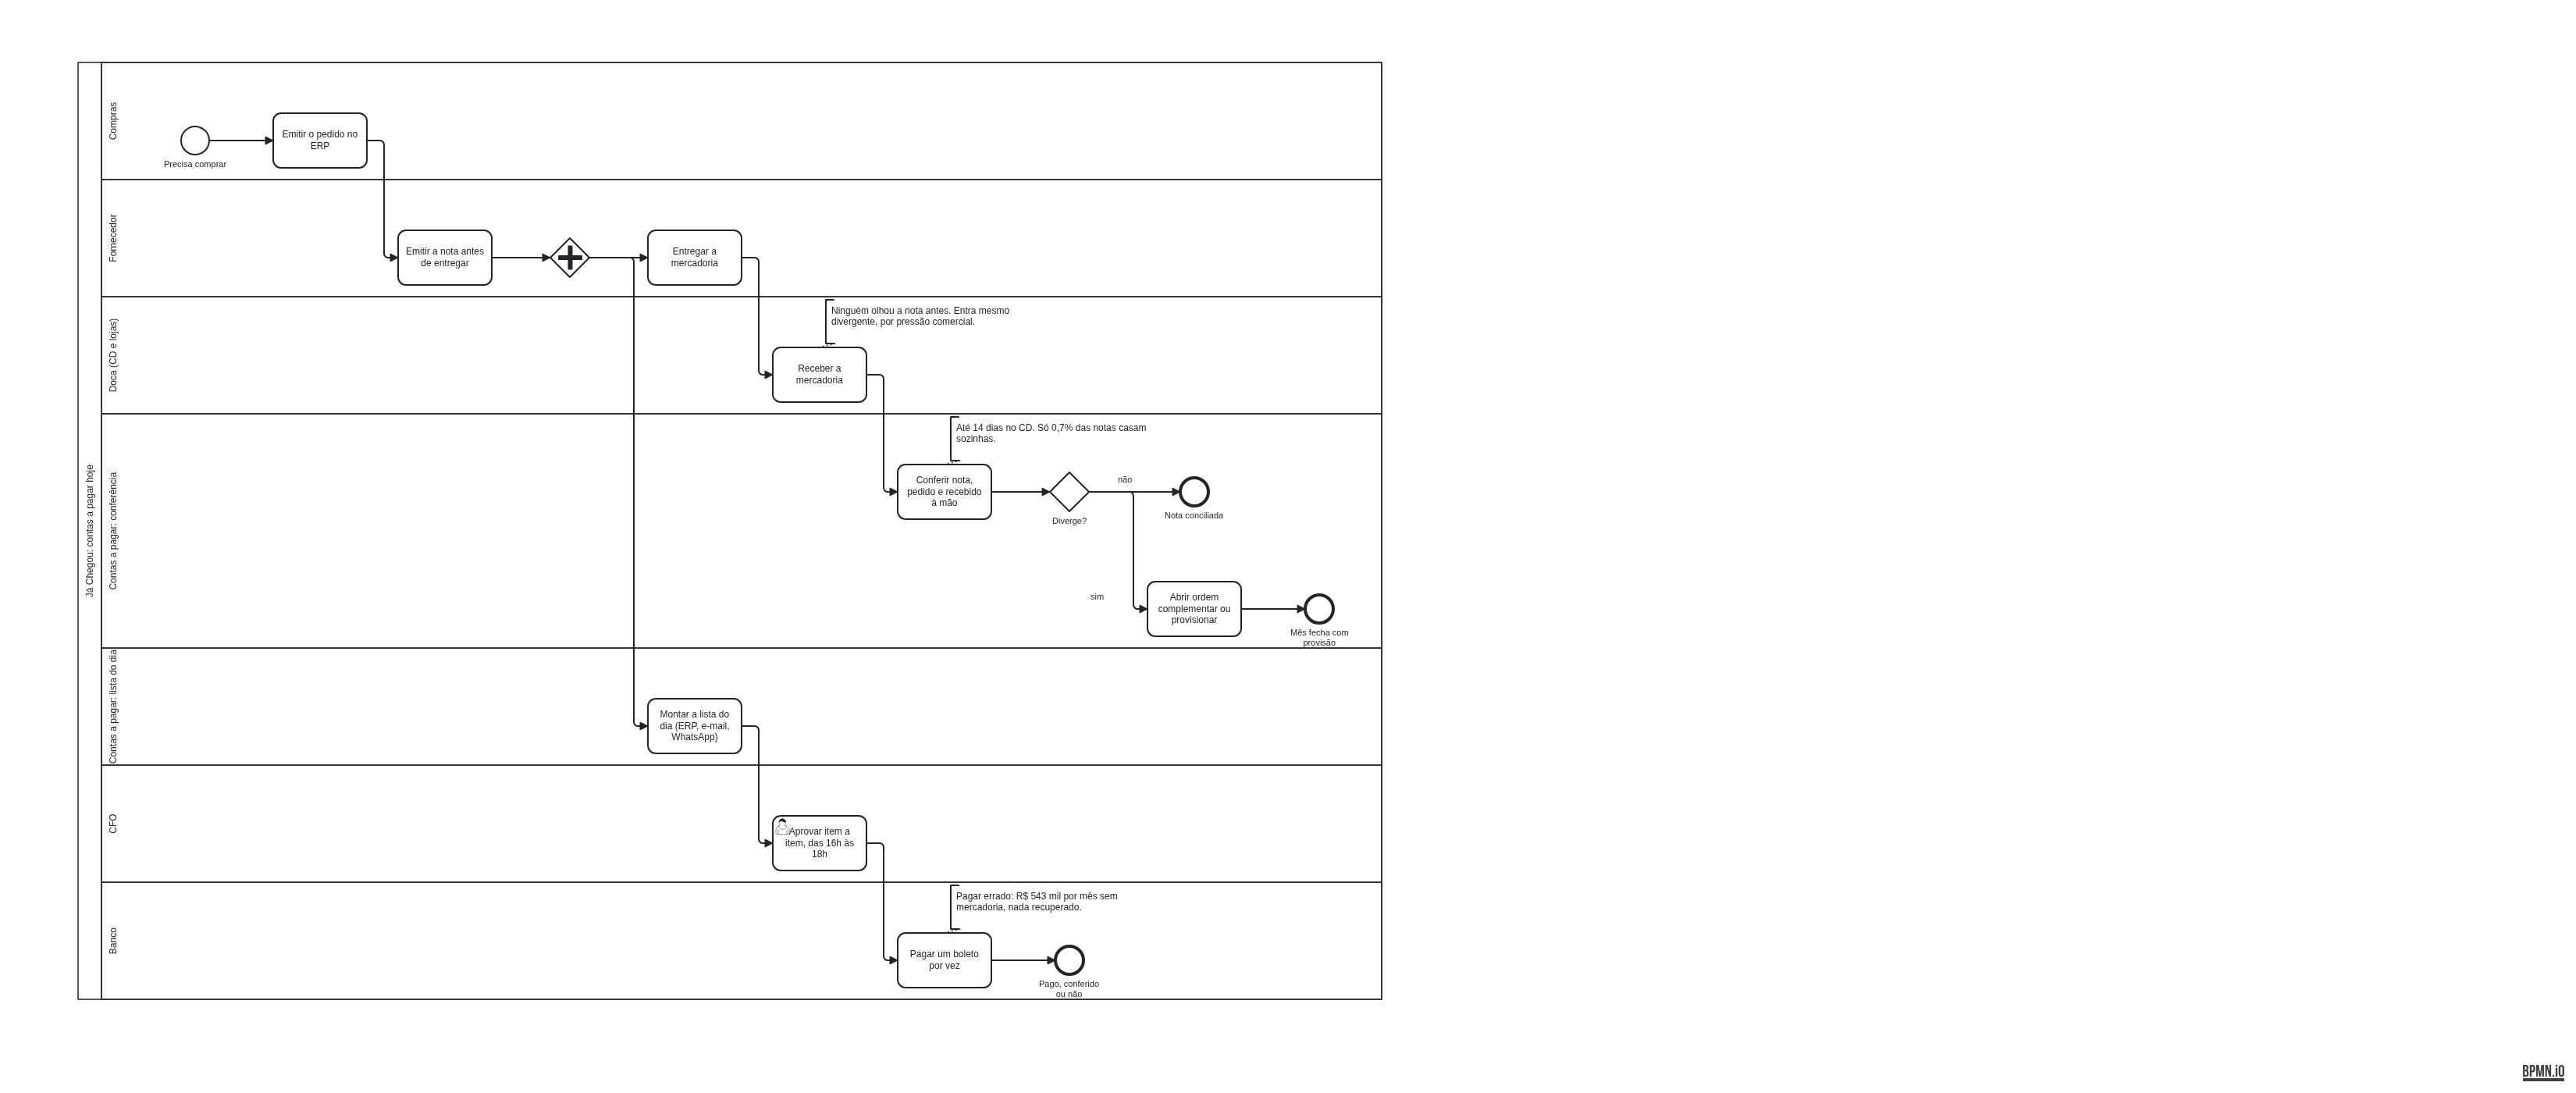 Já Chegou: contas a pagar hoje
Compras
Precisa comprar
Emitir o pedido no
ERP
Fornecedor
Emitir a nota antes
de entregar
Entregar a
mercadoria
Doca (CD e lojas)
Ninguém olhou a nota antes. Entra mesmo
divergente, por pressão comercial.
Receber a
mercadoria
Contas a pagar: conferência
Até 14 dias no CD. Só 0,7% das notas casam
sozinhas.
Conferir nota,
pedido e recebido
à mão
Diverge?
não
Nota conciliada
sim
Abrir ordem
complementar ou
provisionar
Mês fecha com
provisão
Contas a pagar: lista do dia
Montar a lista do
dia (ERP, e-mail,
WhatsApp)
CFO
Aprovar item a
item, das 16h às
18h
Banco
Pagar errado: R$ 543 mil por mês sem
mercadoria, nada recuperado.
Pagar um boleto
por vez
Pago, conferido
ou não
BPMN.iO